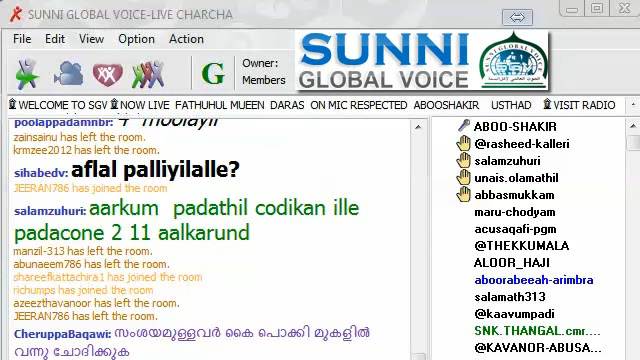 SUNNI GLOBAL VOICE-LIVE CHARCHA
File Edit View Option Action
G
Owner:
Members
SUNNI
GLOBAL VOICE
WELCOME TO SGV NOW LIVE FATHUHUL MUEEN DARAS ON MIC RESPECTED ABOOSHAKIR USTHAD VISIT RADIO
poolappadamnbr: 4 moolayil
zainsainu has left the room.
krmzee2012 has left the room.
sihabedv: aflal palliyilalle?
JEERAN786 has joined the room
salamzuhuri: aarkum padathil codikan ille
padacone 2 11 aalkarund
manzil-313 has left the room.
abunaeem786 has left the room.
shareefkattachira1 has joined the room
richumps has joined the room
azeezthavanoor has left the room.
JEERAN786 has left the room.
CheruppaBaqawi: സംശയമുള്ളവർ കൈ പൊക്കി മുകളിൽ
വന്നു ചോദിക്കുക
ABOO-SHAKIR
@rasheed-kalleri
salamzuhuri
unais.olamathil
abbasmukkam
maru-chodyam
acusaqafi-pgm
@THEKKUMALA
ALOOR_HAJI
aboorabeeah-arimbra
salamath313
@kaavumpadi
SNK.THANGAL.cmr....
@KAVANOR-ABUSA...